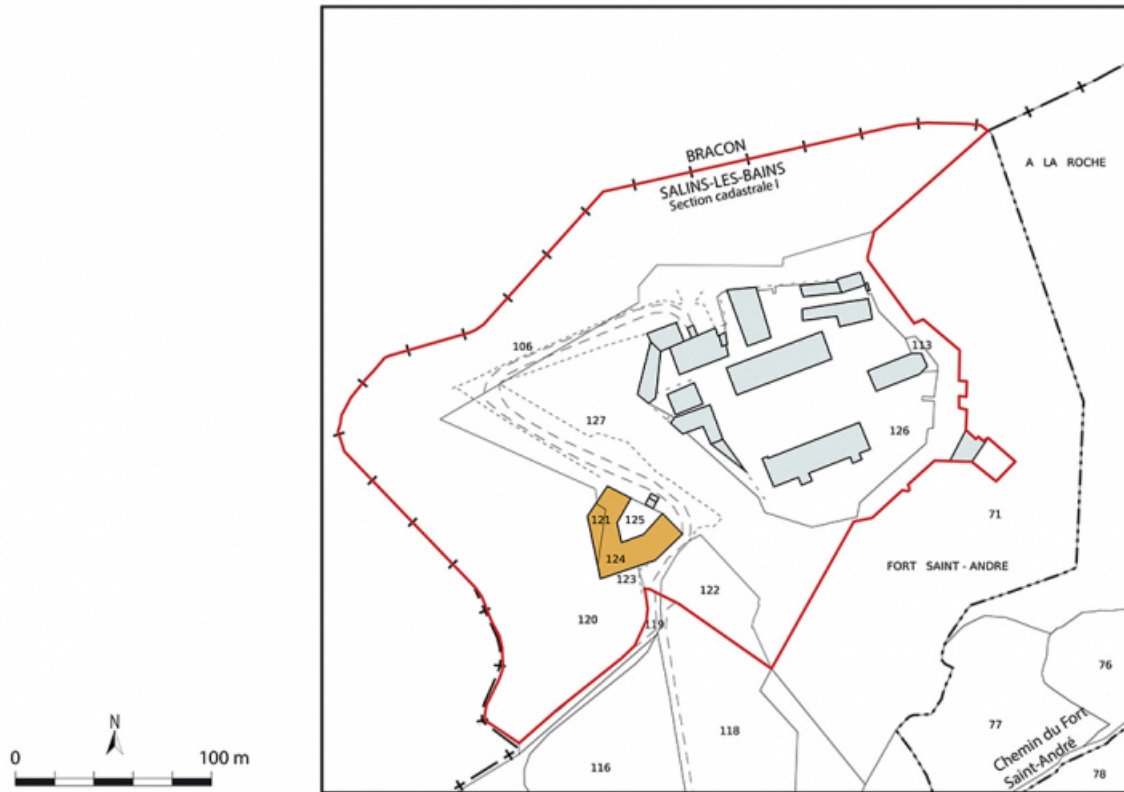 BRACON
SALINS-LES-BAINS
Section cadastrale I
A LA ROCHE
106
113
127
126
121
125
71
124
FORT SAINT - ANDRE
123
122
120
119
76
77
118
Chemin du Fort
Saint-André
116
78
N
0 100 m